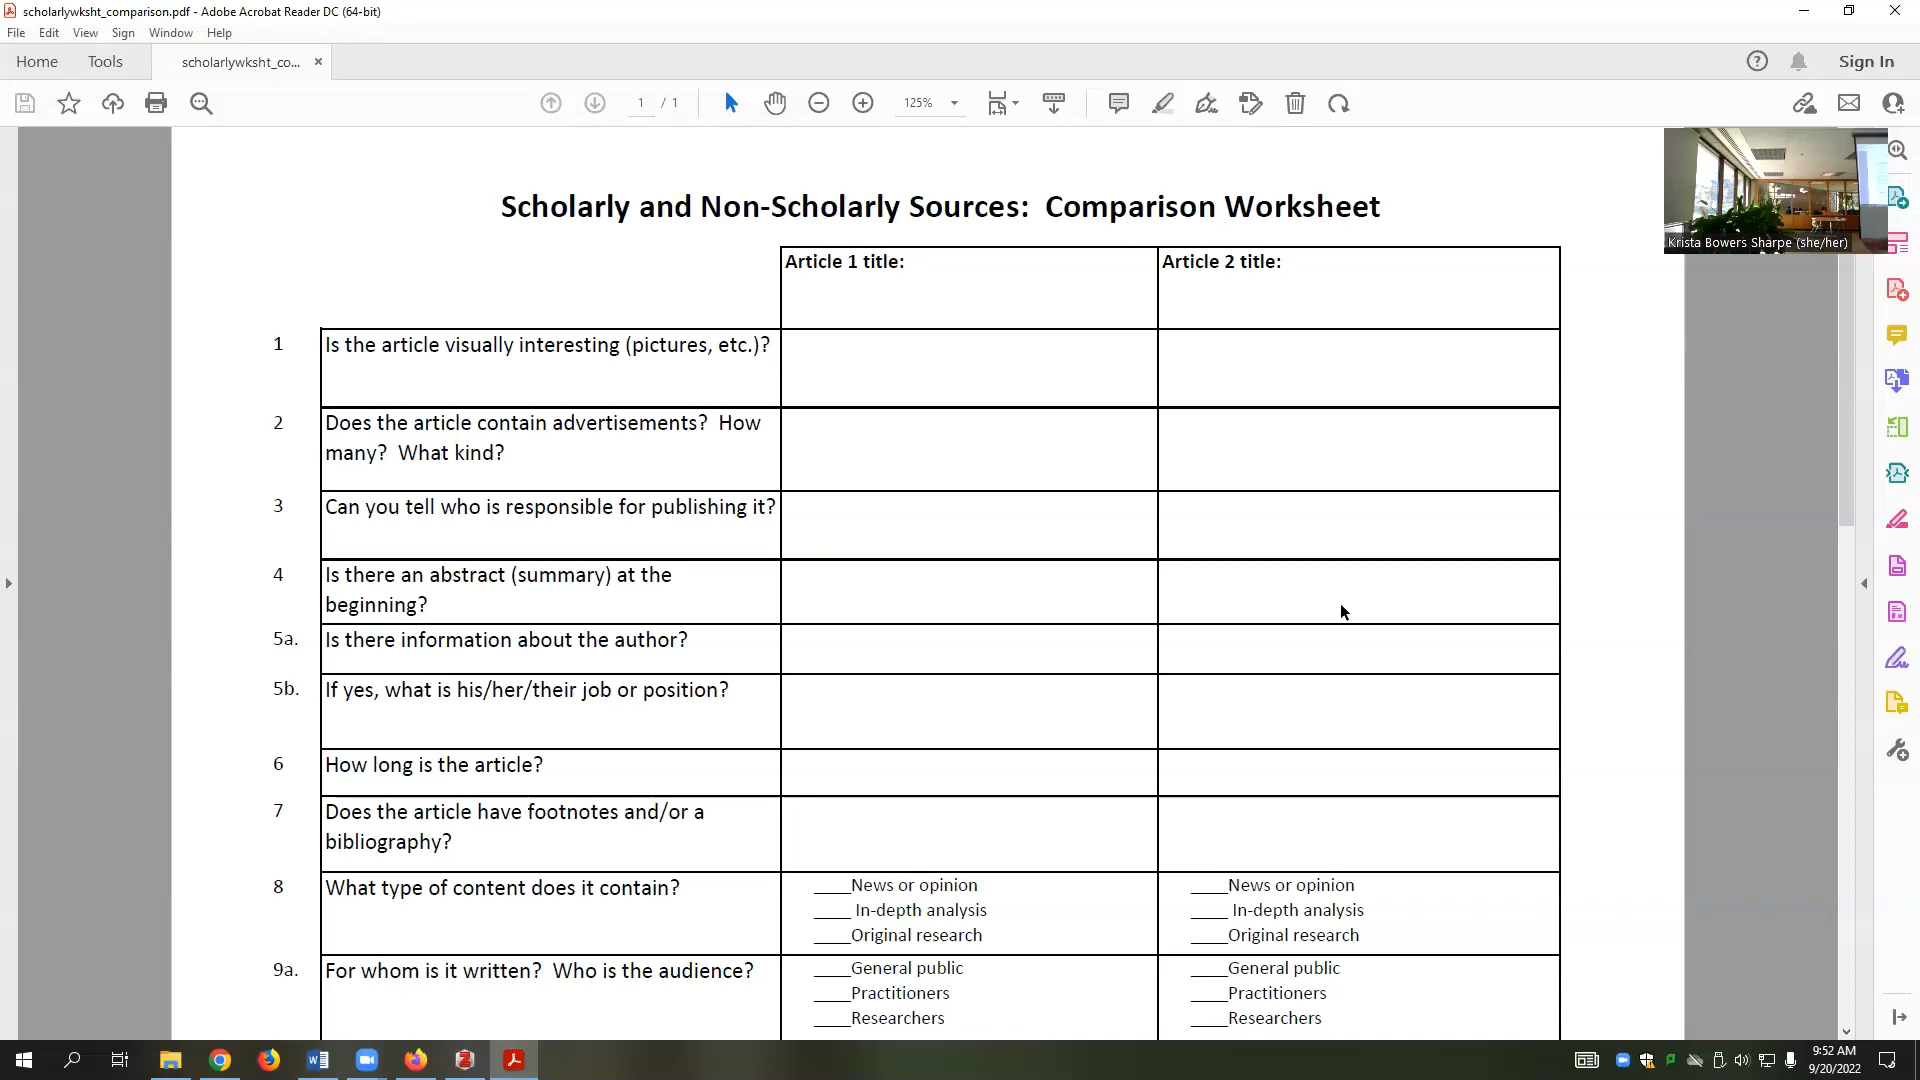 scholarlywksht_comparison.pdf - Adobe Acrobat Reader DC (64-bit)
File Edit View Sign Window Help
Home Tools scholarlywksht_co... Sign In
1 / 1 125%
Krista Bowers Sharpe (she/her)
Scholarly and Non-Scholarly Sources: Comparison Worksheet
Article 1 title: Article 2 title:
1 Is the article visually interesting (pictures, etc.)?
2 Does the article contain advertisements? How
many? What kind?
3 Can you tell who is responsible for publishing it?
4 Is there an abstract (summary) at the
beginning?
5a. Is there information about the author?
5b. If yes, what is his/her/their job or position?
6 How long is the article?
7 Does the article have footnotes and/or a
bibliography?
8 What type of content does it contain? ____News or opinion ____News or opinion
____ In-depth analysis ____ In-depth analysis
____Original research ____Original research
9a. For whom is it written? Who is the audience? ____General public ____General public
____Practitioners ____Practitioners
____Researchers ____Researchers
9:52 AM
9/20/2022